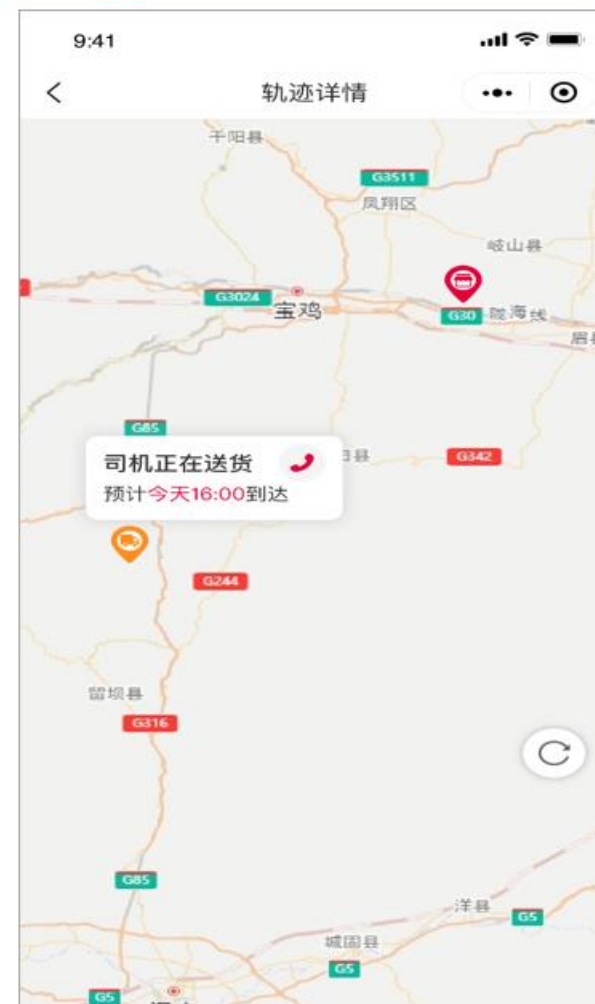 9:41
轨迹详情
千阳县
G3511
凤翔区
岐山县
G3024
宝鸡
G30
陇海线
G85
司机正在送货
县
G342
预计今天16:00到达
G244
留坝县
G316
G85
洋县
G5
城固县
G5
G5